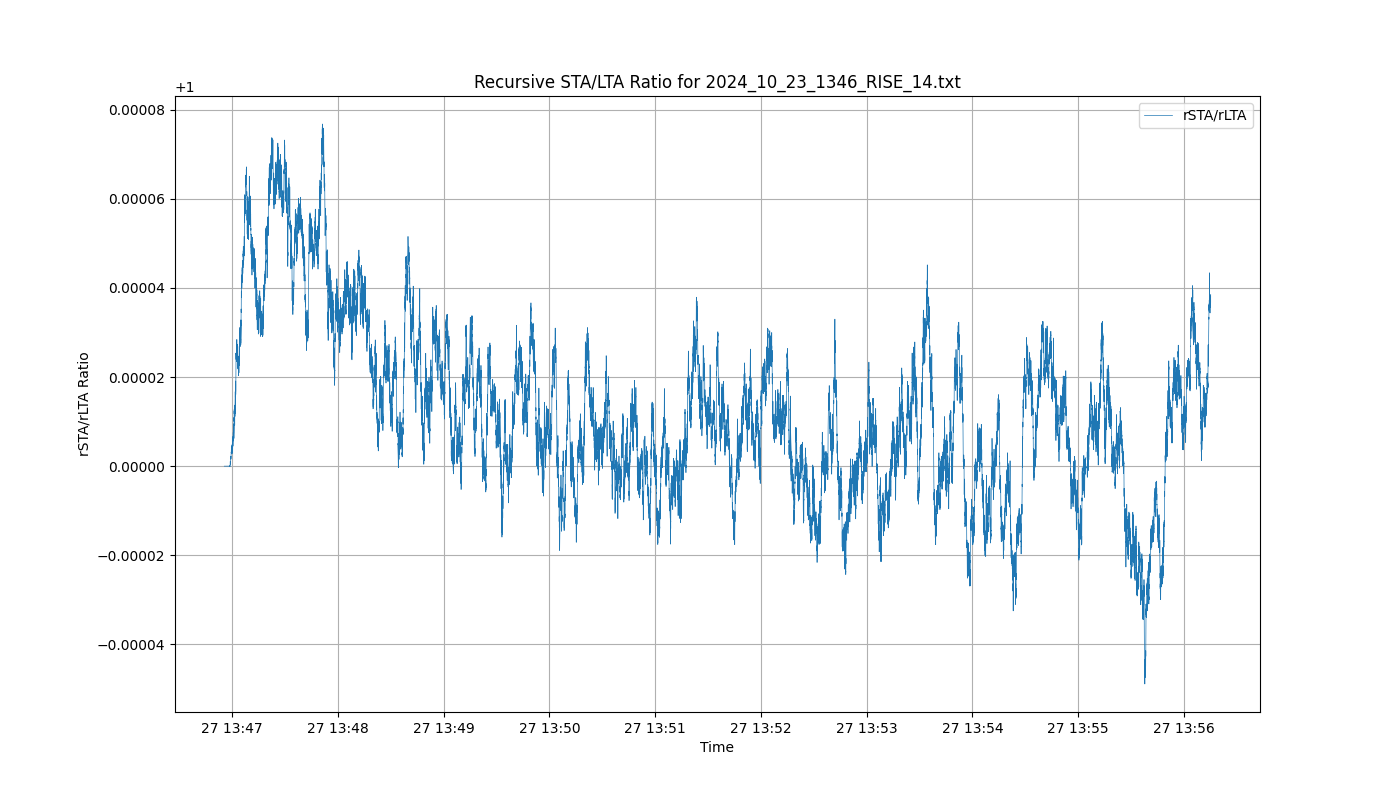 Recursive STA/LTA Ratio for 2024_10_23_1346_RISE_14.txt
+1
rSTA/rLTA
0.00008
0.00006
0.00004
0.00002
0.00000
−0.00002
−0.00004
rSTA/rLTA Ratio
27 13:47 27 13:48 27 13:49 27 13:50 27 13:51 27 13:52 27 13:53 27 13:54 27 13:55 27 13:56
Time